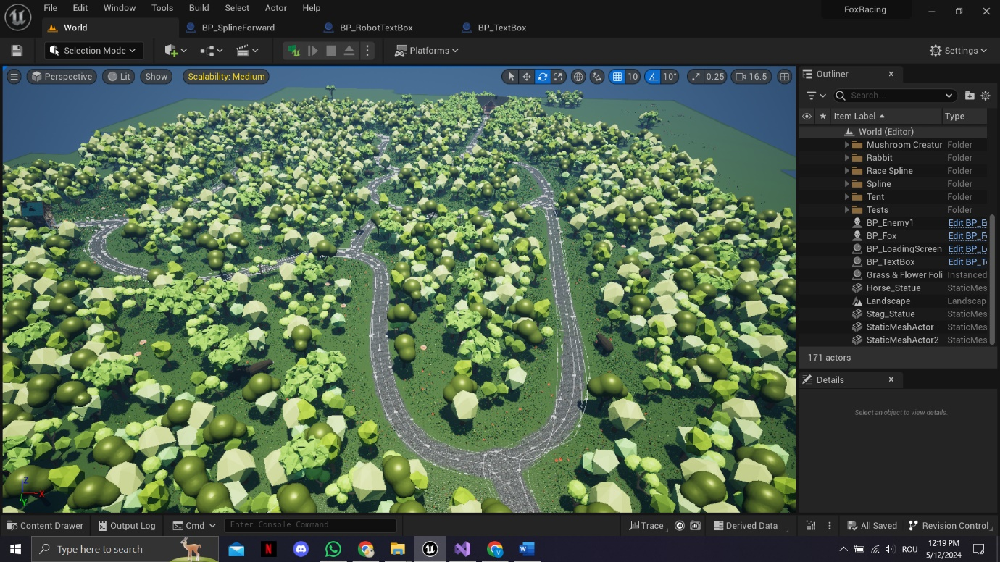 File Edit Window Tools Build Select Actor Help FoxRacing
World BP_SplineForward BP_RobotTextBox BP_TextBox
Selection Mode Platforms Settings
Perspective Lit Show Scalability: Medium 10 10° 0.25 16.5 Outliner
Search...
Item Label Type
World (Editor)
Mushroom Creatur Folder
Rabbit Folder
Race Spline Folder
Spline Folder
Tent Folder
Tests Folder
BP_Enemy1 Edit BP_E
BP_Fox Edit BP_F
BP_LoadingScreen Edit BP_L
BP_TextBox Edit BP_T
Grass & Flower Foli Instanced
Horse_Statue StaticMes
Landscape Landscap
Stag_Statue StaticMes
StaticMeshActor StaticMes
StaticMeshActor2 StaticMes
171 actors
Details
Select an object to view details.
Z
X
Y
Content Drawer Output Log Cmd Enter Console Command Trace Derived Data All Saved Revision Control
Type here to search N W ROU 12:19 PM
5/12/2024